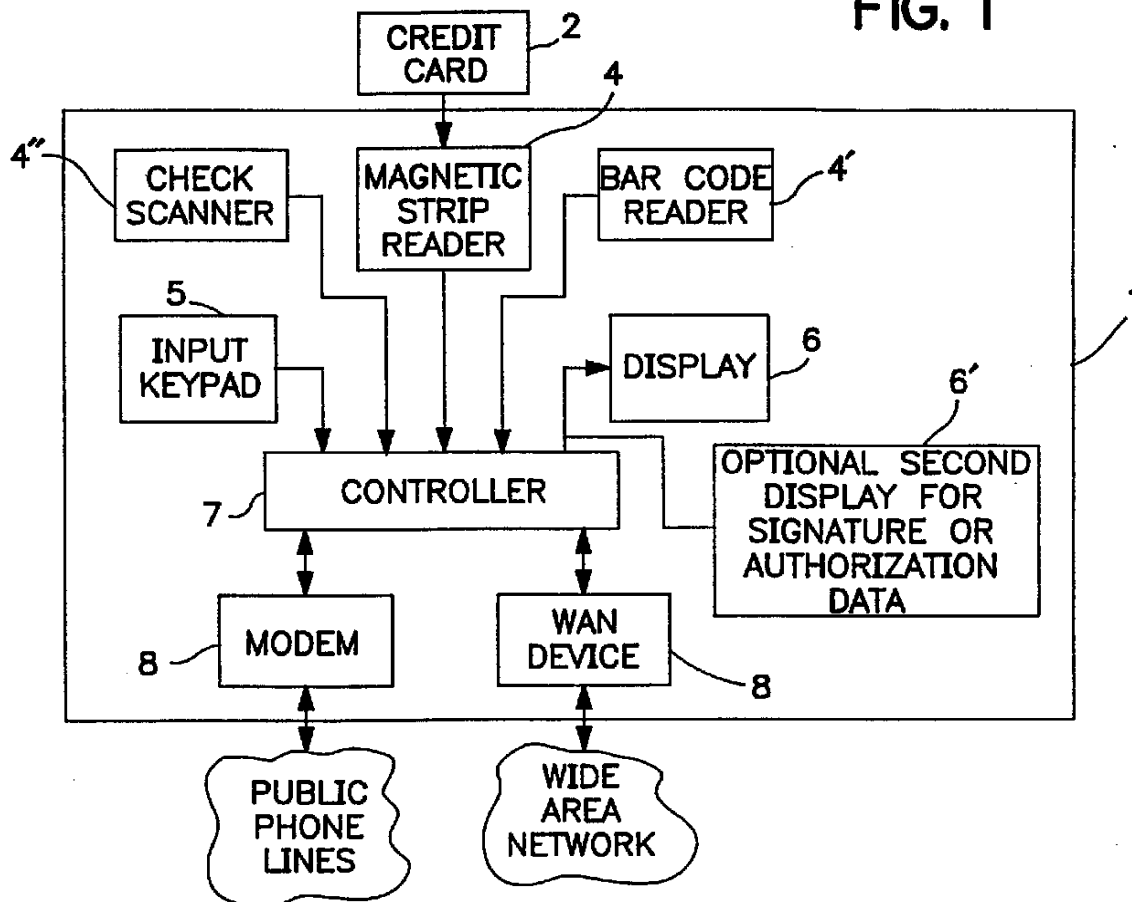 FIG. 1
CREDIT
CARD
2
4
4"
CHECK
SCANNER
MAGNETIC
STRIP
READER
BAR CODE
READER
4'
5
INPUT
KEYPAD
DISPLAY
6
6'
OPTIONAL SECOND
DISPLAY FOR
SIGNATURE OR
AUTHORIZATION
DATA
7
CONTROLLER
8
MODEM
WAN
DEVICE
8
PUBLIC
PHONE
LINES
WIDE
AREA
NETWORK